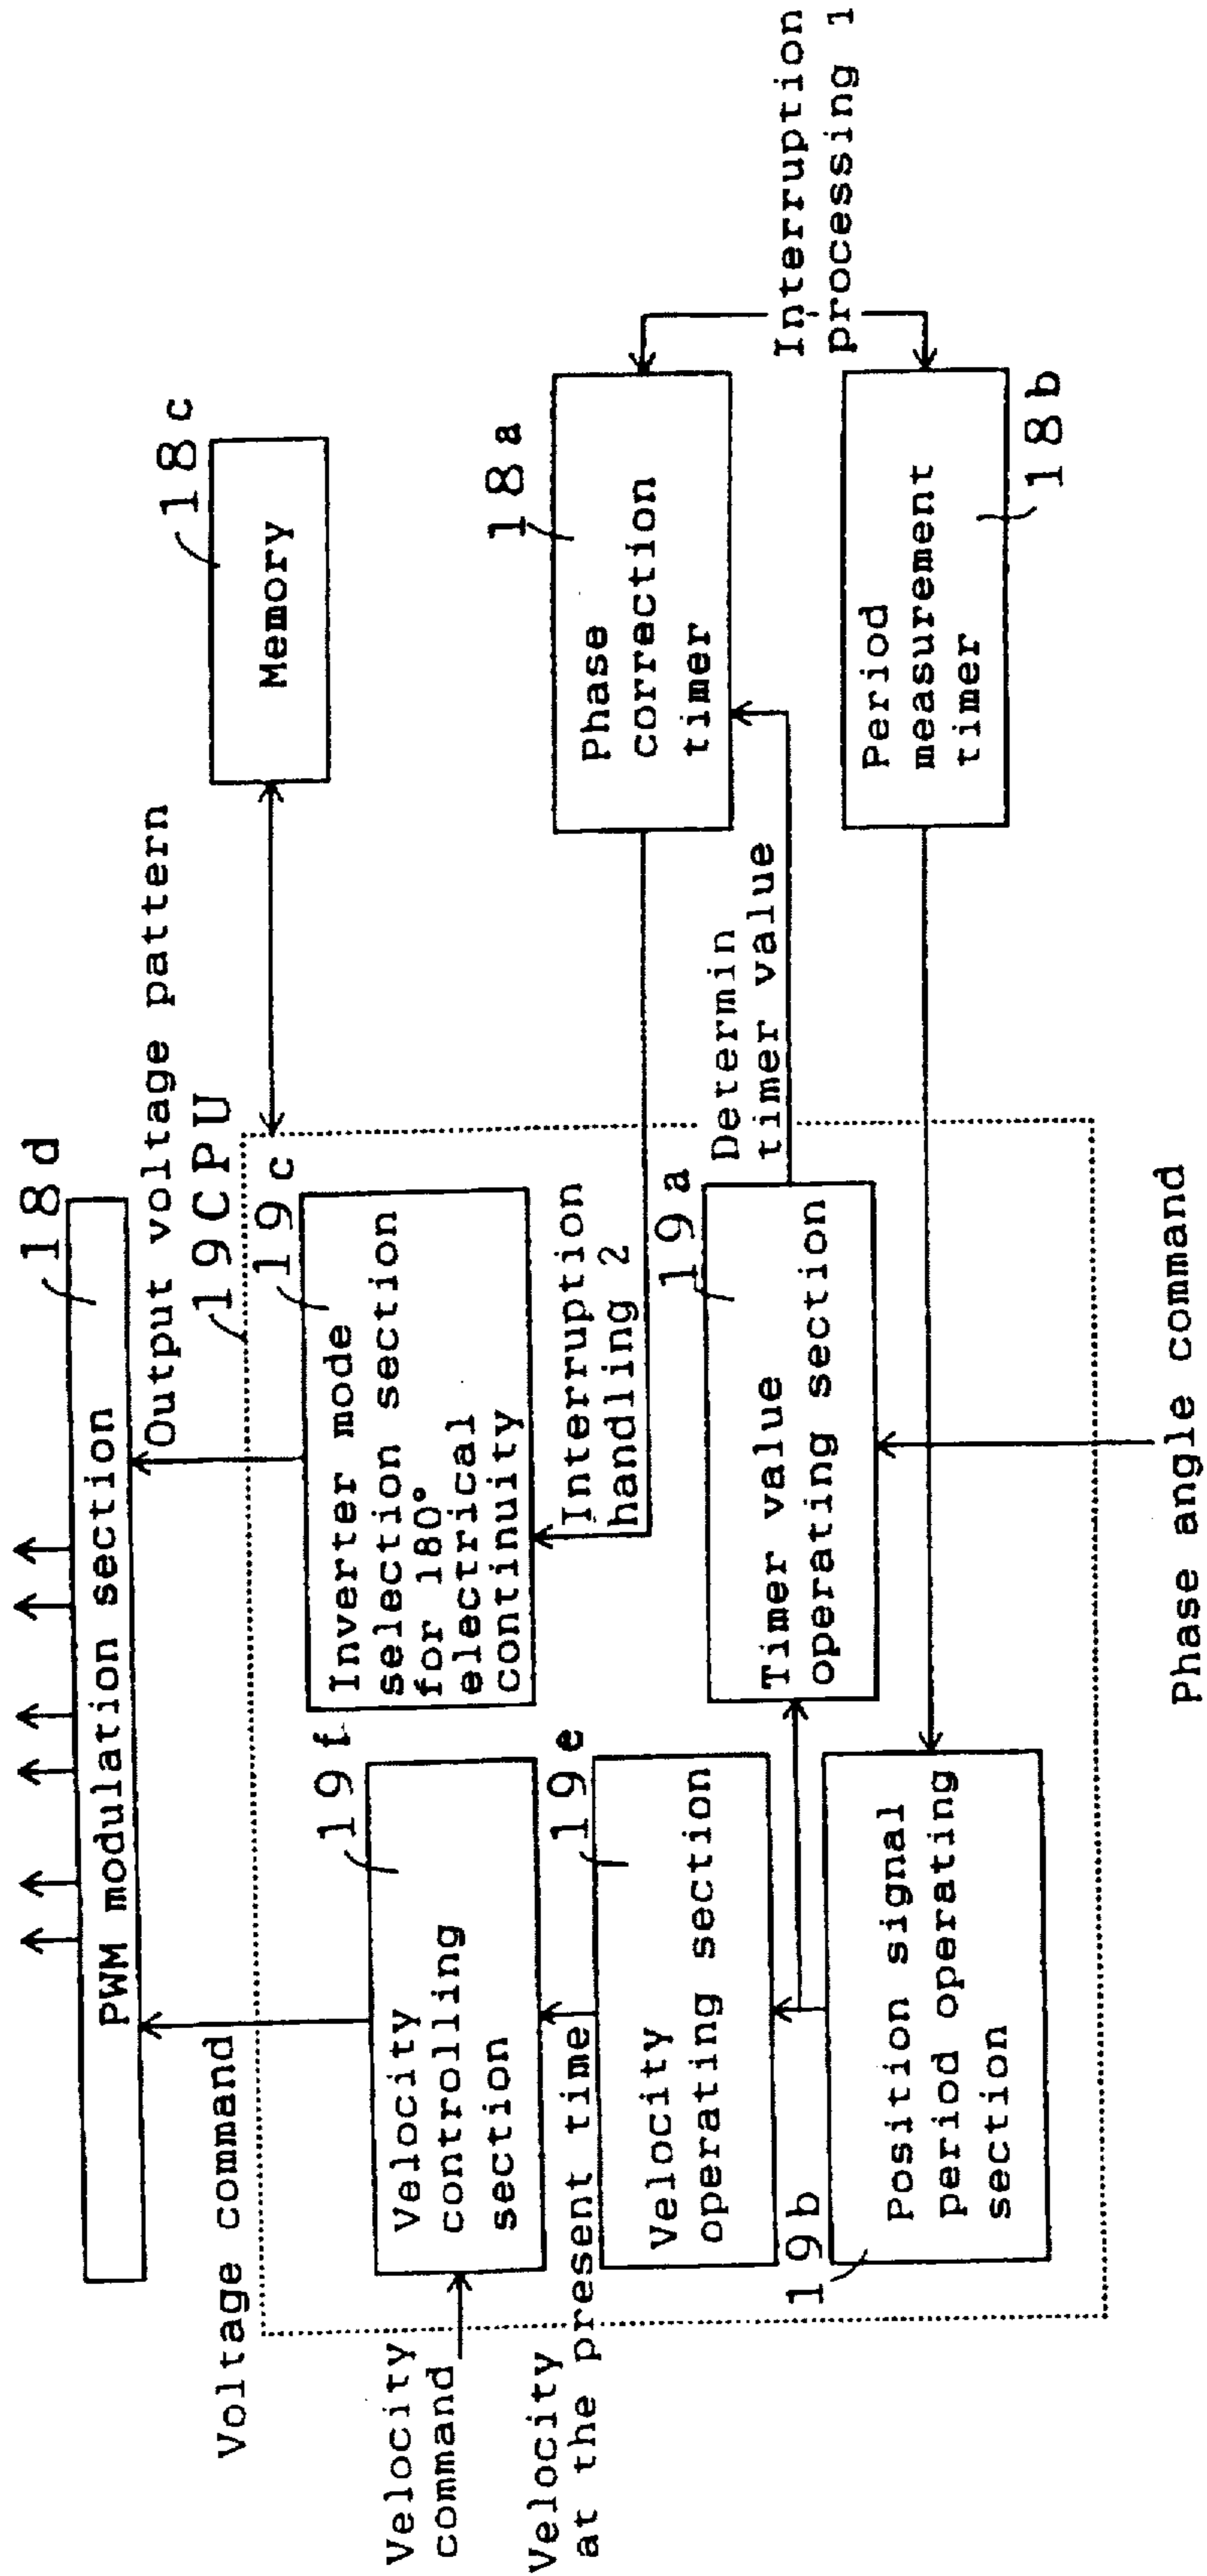 18d
PWM modulation section
Voltage command
Output voltage pattern
19CPU
18c
Memory
19f
Velocity
controlling
section
Velocity
command
19c
Inverter mode
selection section
for 180°
electrical
continuity
Velocity
at the present time
19e
Velocity
operating section
Interruption
handling 2
18a
Phase
correction
timer
19a
Timer value
operating section
Determin
timer value
Interruption
processing 1
19b
Position signal
period operating
section
Period
measurement
timer
18b
Phase angle command